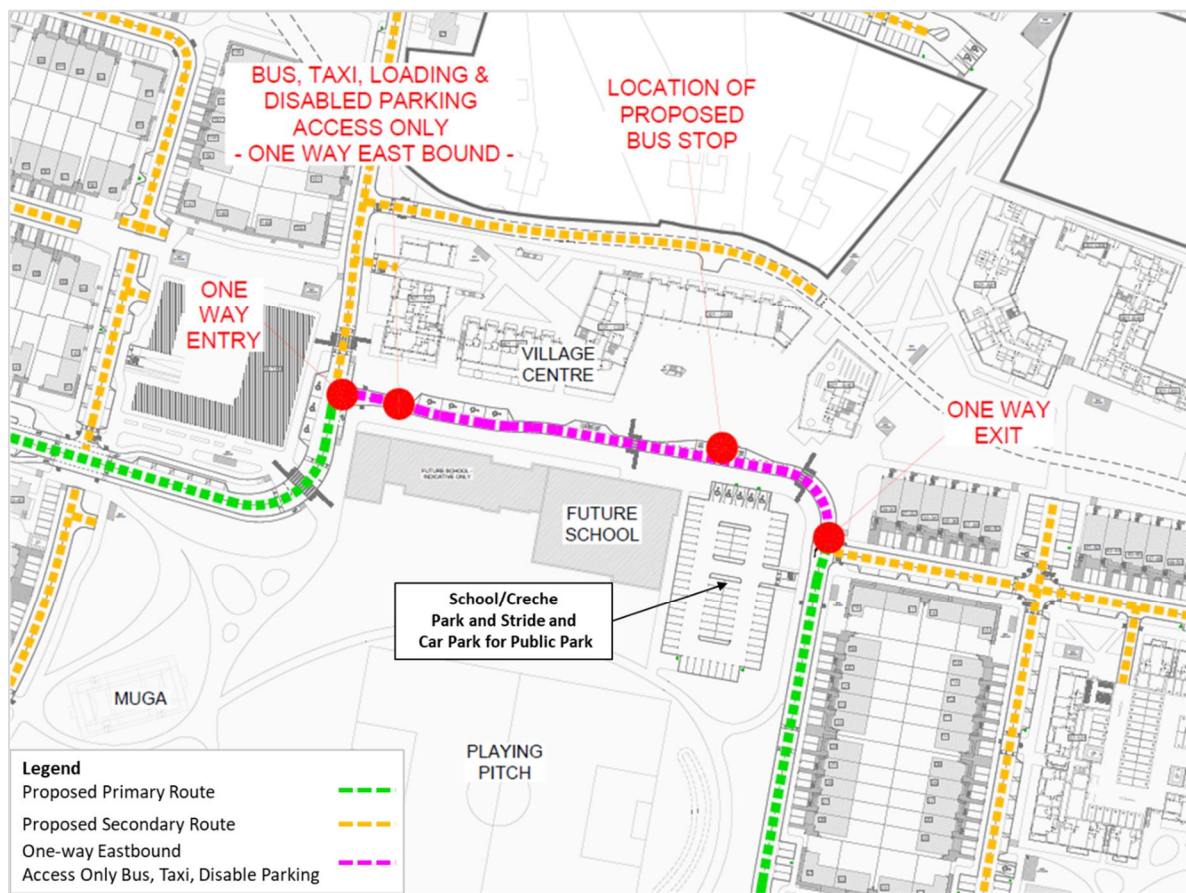 BUS, TAXI, LOADING &
DISABLED PARKING
ACCESS ONLY
- ONE WAY EAST BOUND -
LOCATION OF
PROPOSED
BUS STOP
ONE
WAY
ENTRY
VILLAGE
CENTRE
ONE WAY
EXIT
FUTURE SCHOOL -
INDICATIVE ONLY
FUTURE
SCHOOL
School/Creche
Park and Stride and
Car Park for Public Park
MUGA
PLAYING
PITCH
Legend
Proposed Primary Route
Proposed Secondary Route
One-way Eastbound
Access Only Bus, Taxi, Disable Parking